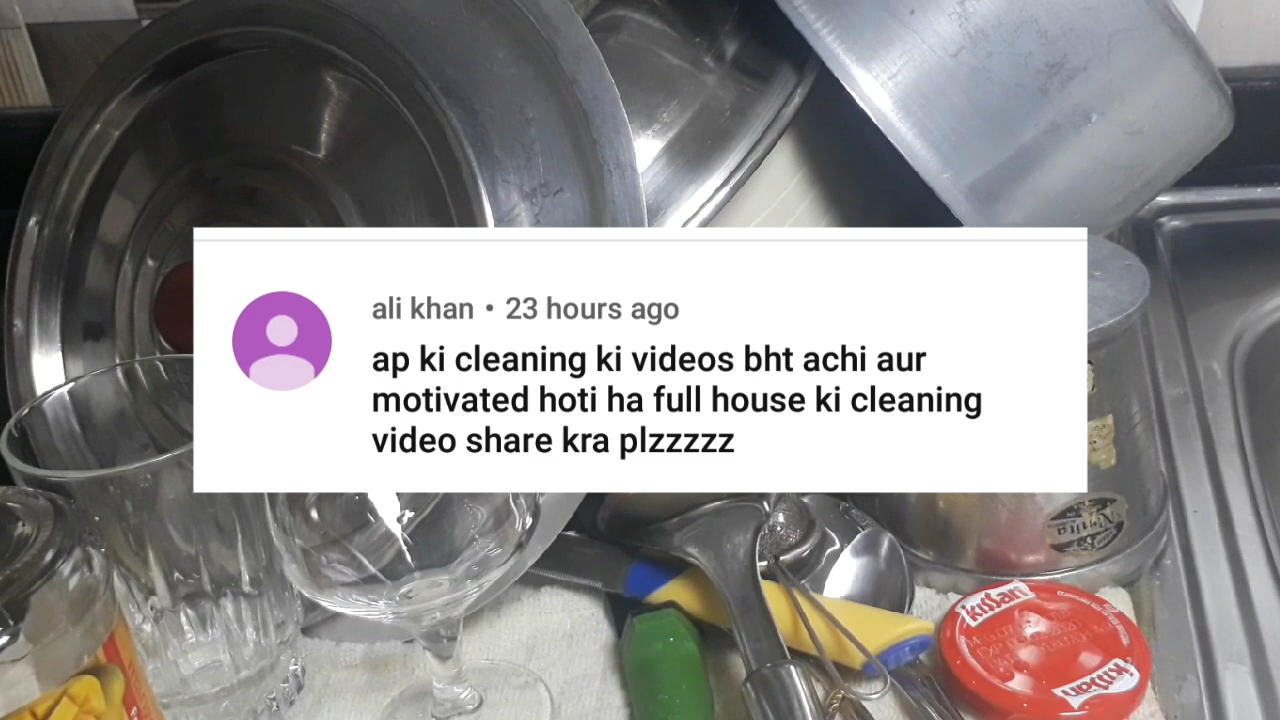 ali khan • 23 hours ago
ap ki cleaning ki videos bht achi aur
motivated hoti ha full house ki cleaning
video share kra plzzzzz
kissan
kissan